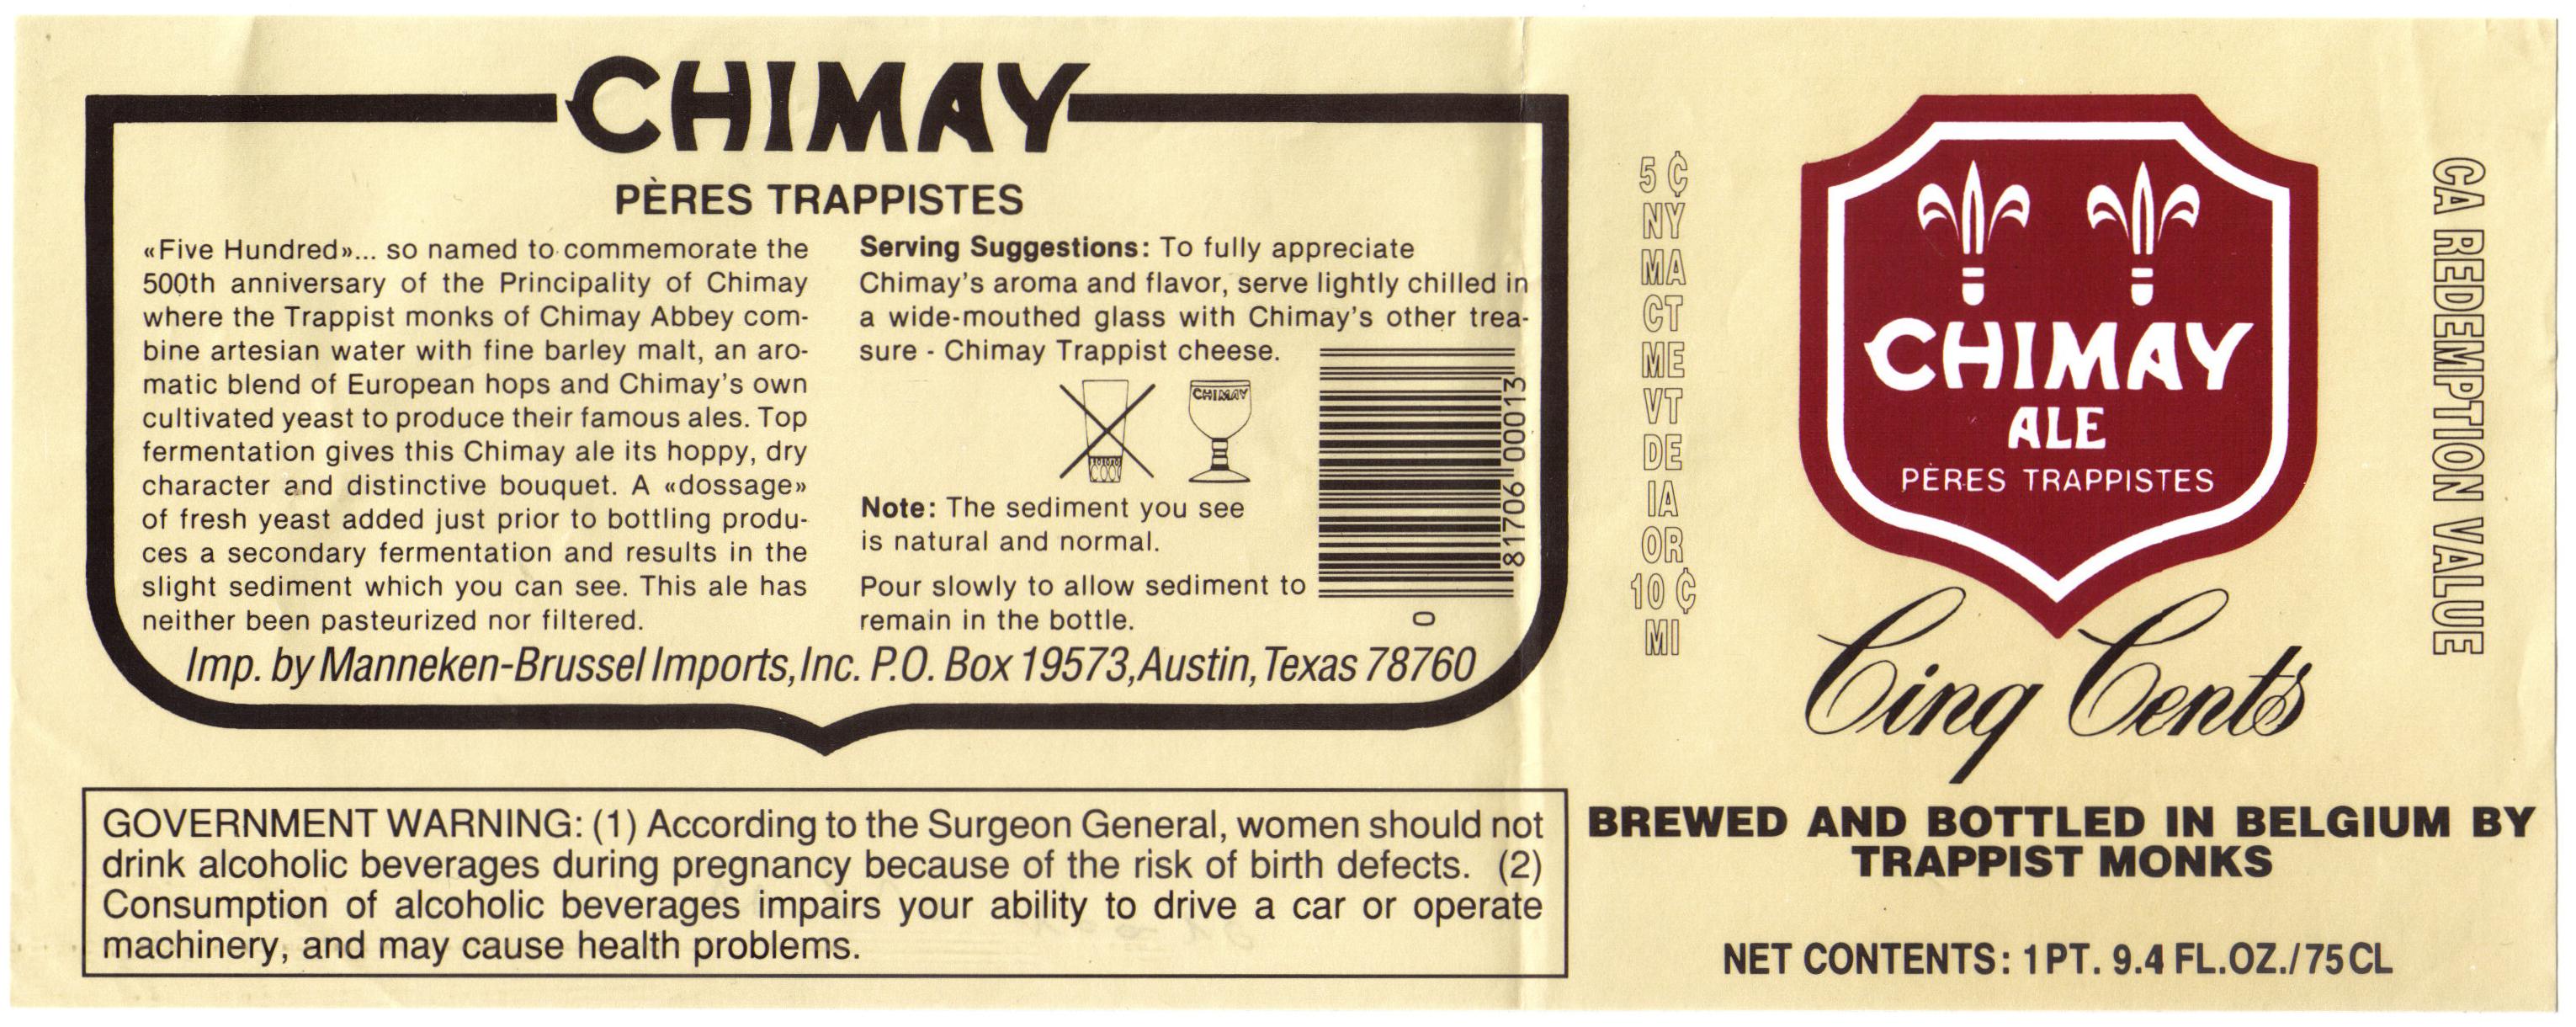 CHIMAY
PÈRES TRAPPISTES
«Five Hundred»... so named to commemorate the
500th anniversary of the Principality of Chimay
where the Trappist monks of Chimay Abbey com-
bine artesian water with fine barley malt, an aro-
matic blend of European hops and Chimay's own
cultivated yeast to produce their famous ales. Top
fermentation gives this Chimay ale its hoppy, dry
character and distinctive bouquet. A «dossage»
of fresh yeast added just prior to bottling produ-
ces a secondary fermentation and results in the
slight sediment which you can see. This ale has
neither been pasteurized nor filtered.
Serving Suggestions: To fully appreciate
Chimay's aroma and flavor, serve lightly chilled in
a wide-mouthed glass with Chimay's other trea-
sure - Chimay Trappist cheese.
CHIMAY
Note: The sediment you see
is natural and normal.
Pour slowly to allow sediment to
remain in the bottle.
81706 00013
0
Imp. by Manneken-Brussel Imports, Inc. P.O. Box 19573, Austin, Texas 78760
GOVERNMENT WARNING: (1) According to the Surgeon General, women should not
drink alcoholic beverages during pregnancy because of the risk of birth defects. (2)
Consumption of alcoholic beverages impairs your ability to drive a car or operate
machinery, and may cause health problems.
5 ¢
NY
MA
CT
ME
VT
DE
IA
OR
10 ¢
MI
CHIMAY
ALE
PÈRES TRAPPISTES
Cinq Cents
CA REDEMPTION VALUE
BREWED AND BOTTLED IN BELGIUM BY
TRAPPIST MONKS
NET CONTENTS: 1 PT. 9.4 FL.OZ./75 CL